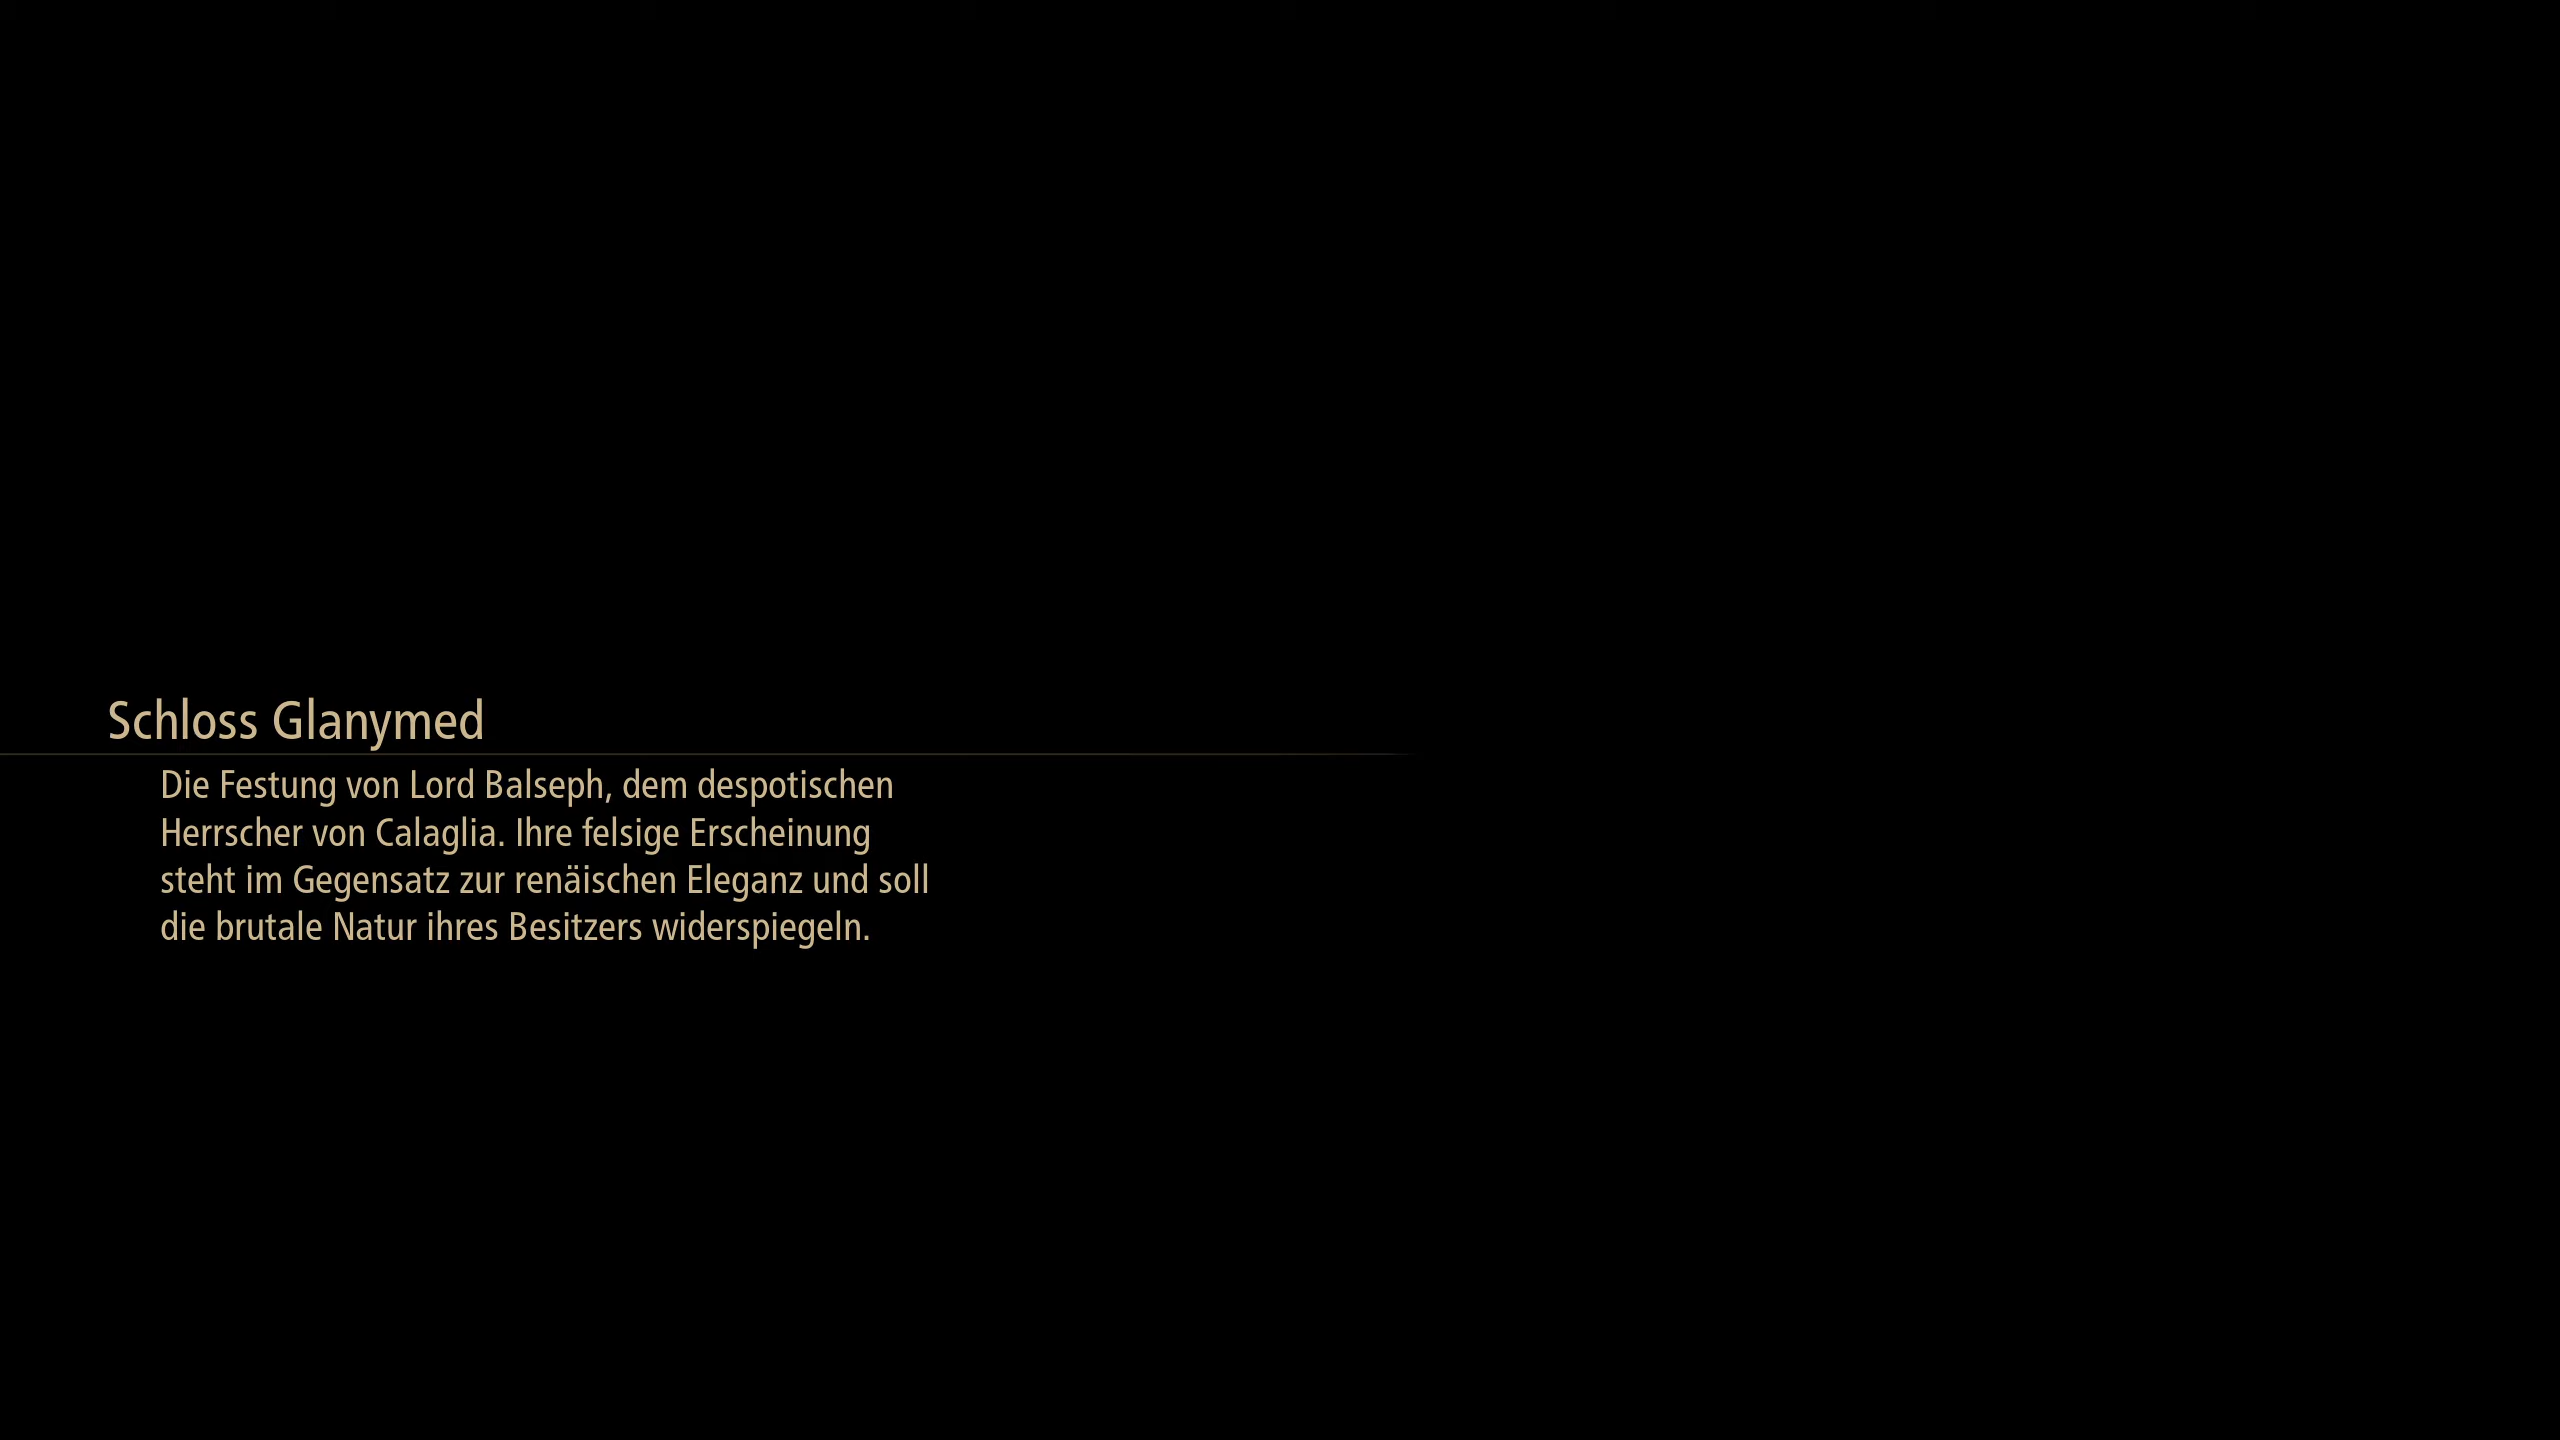 Schloss Glanymed
Die Festung von Lord Balseph, dem despotischen
Herrscher von Calaglia. Ihre felsige Erscheinung
steht im Gegensatz zur renäischen Eleganz und soll
die brutale Natur ihres Besitzers widerspiegeln.